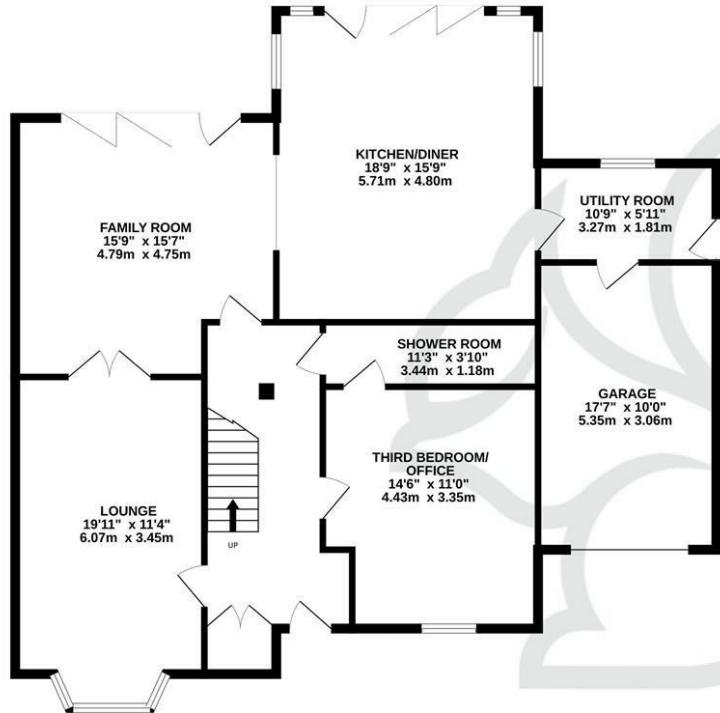 KITCHEN/DINER
18'9" x 15'9"
5.71m x 4.80m
UTILITY ROOM
10'9" x 5'11"
3.27m x 1.81m
FAMILY ROOM
15'9" x 15'7"
4.79m x 4.75m
SHOWER ROOM
11'3" x 3'10"
3.44m x 1.18m
GARAGE
17'7" x 10'0"
5.35m x 3.06m
THIRD BEDROOM/
OFFICE
14'6" x 11'0"
4.43m x 3.35m
LOUNGE
19'11" x 11'4"
6.07m x 3.45m
UP